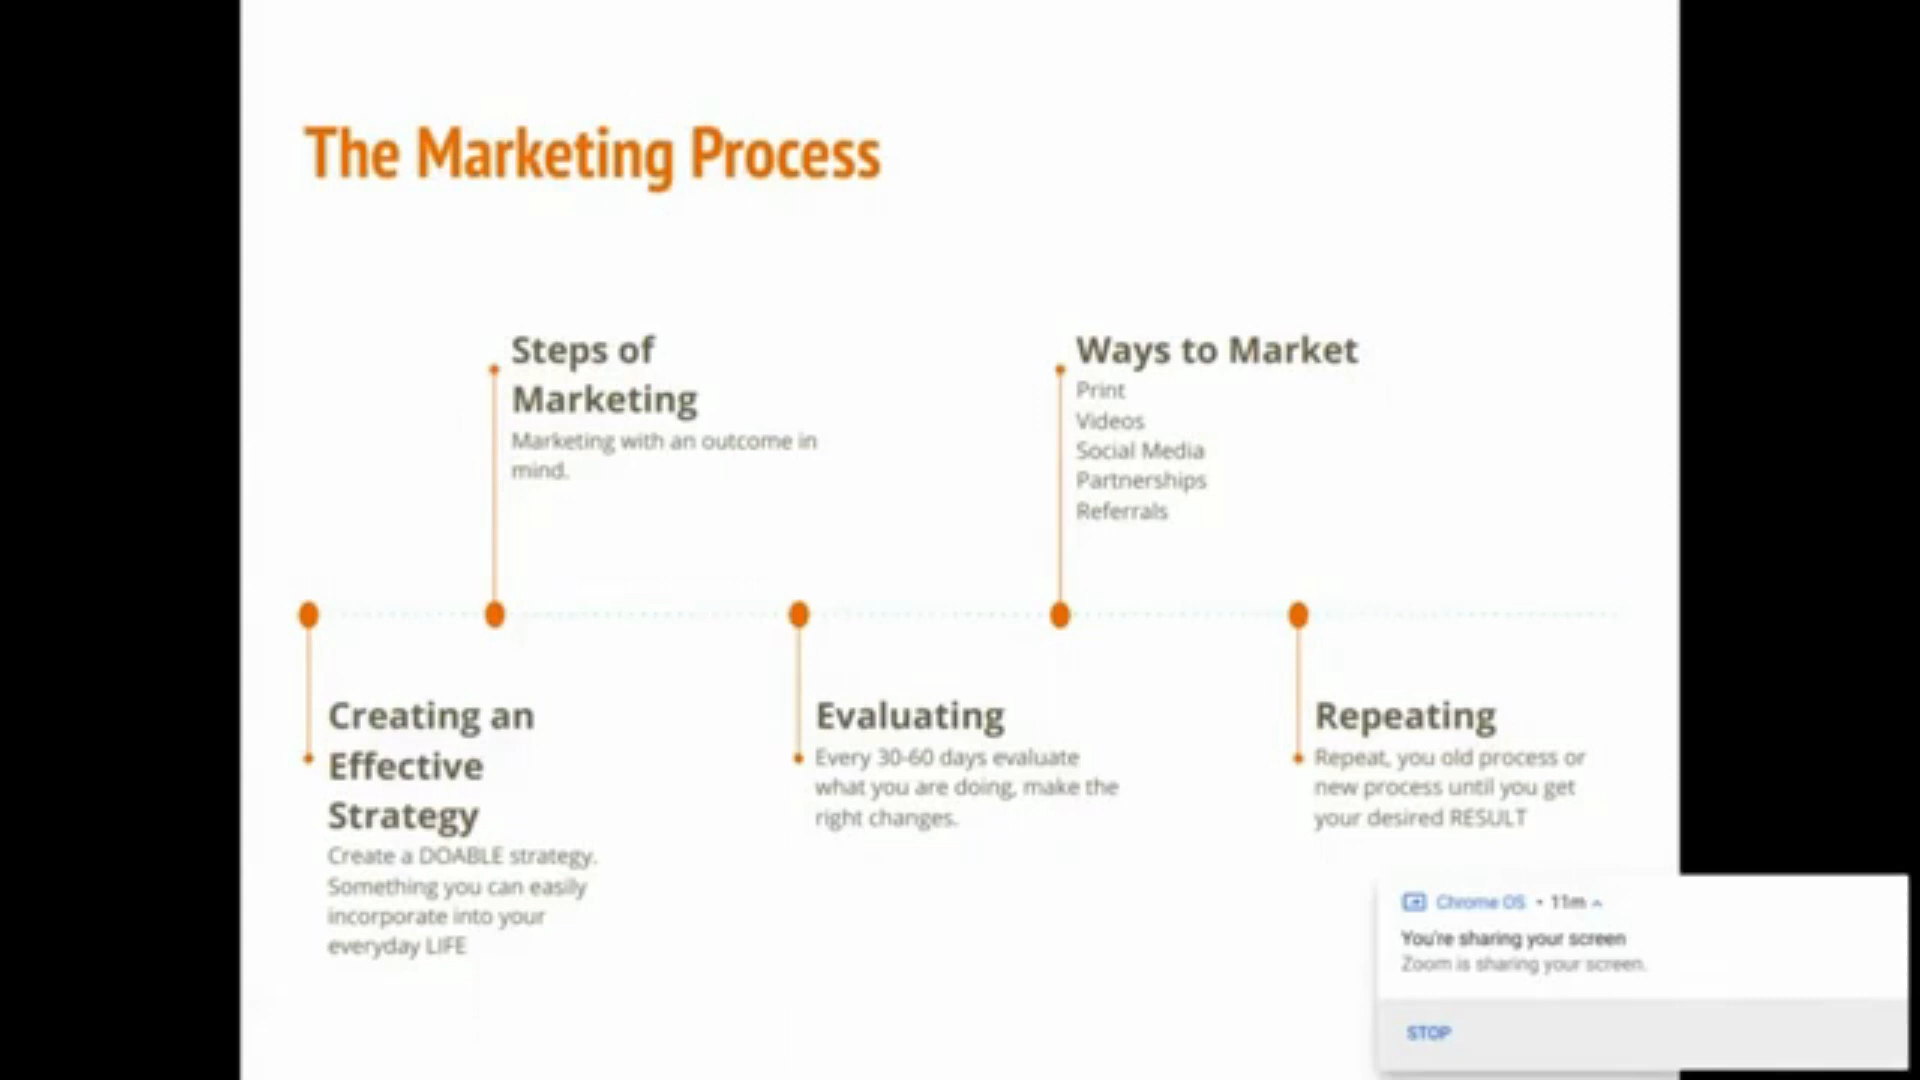 The Marketing Process
Steps of
Marketing
Marketing with an outcome in
mind.
Ways to Market
Print
Videos
Social Media
Partnerships
Referrals
Creating an
Effective
Strategy
Create a DOABLE strategy.
Something you can easily
incorporate into your
everyday LIFE
Evaluating
Every 30-60 days evaluate
what you are doing, make the
right changes.
Repeating
Repeat, you old process or
new process until you get
your desired RESULT
Chrome OS • 11m
You're sharing your screen
Zoom is sharing your screen.
STOP